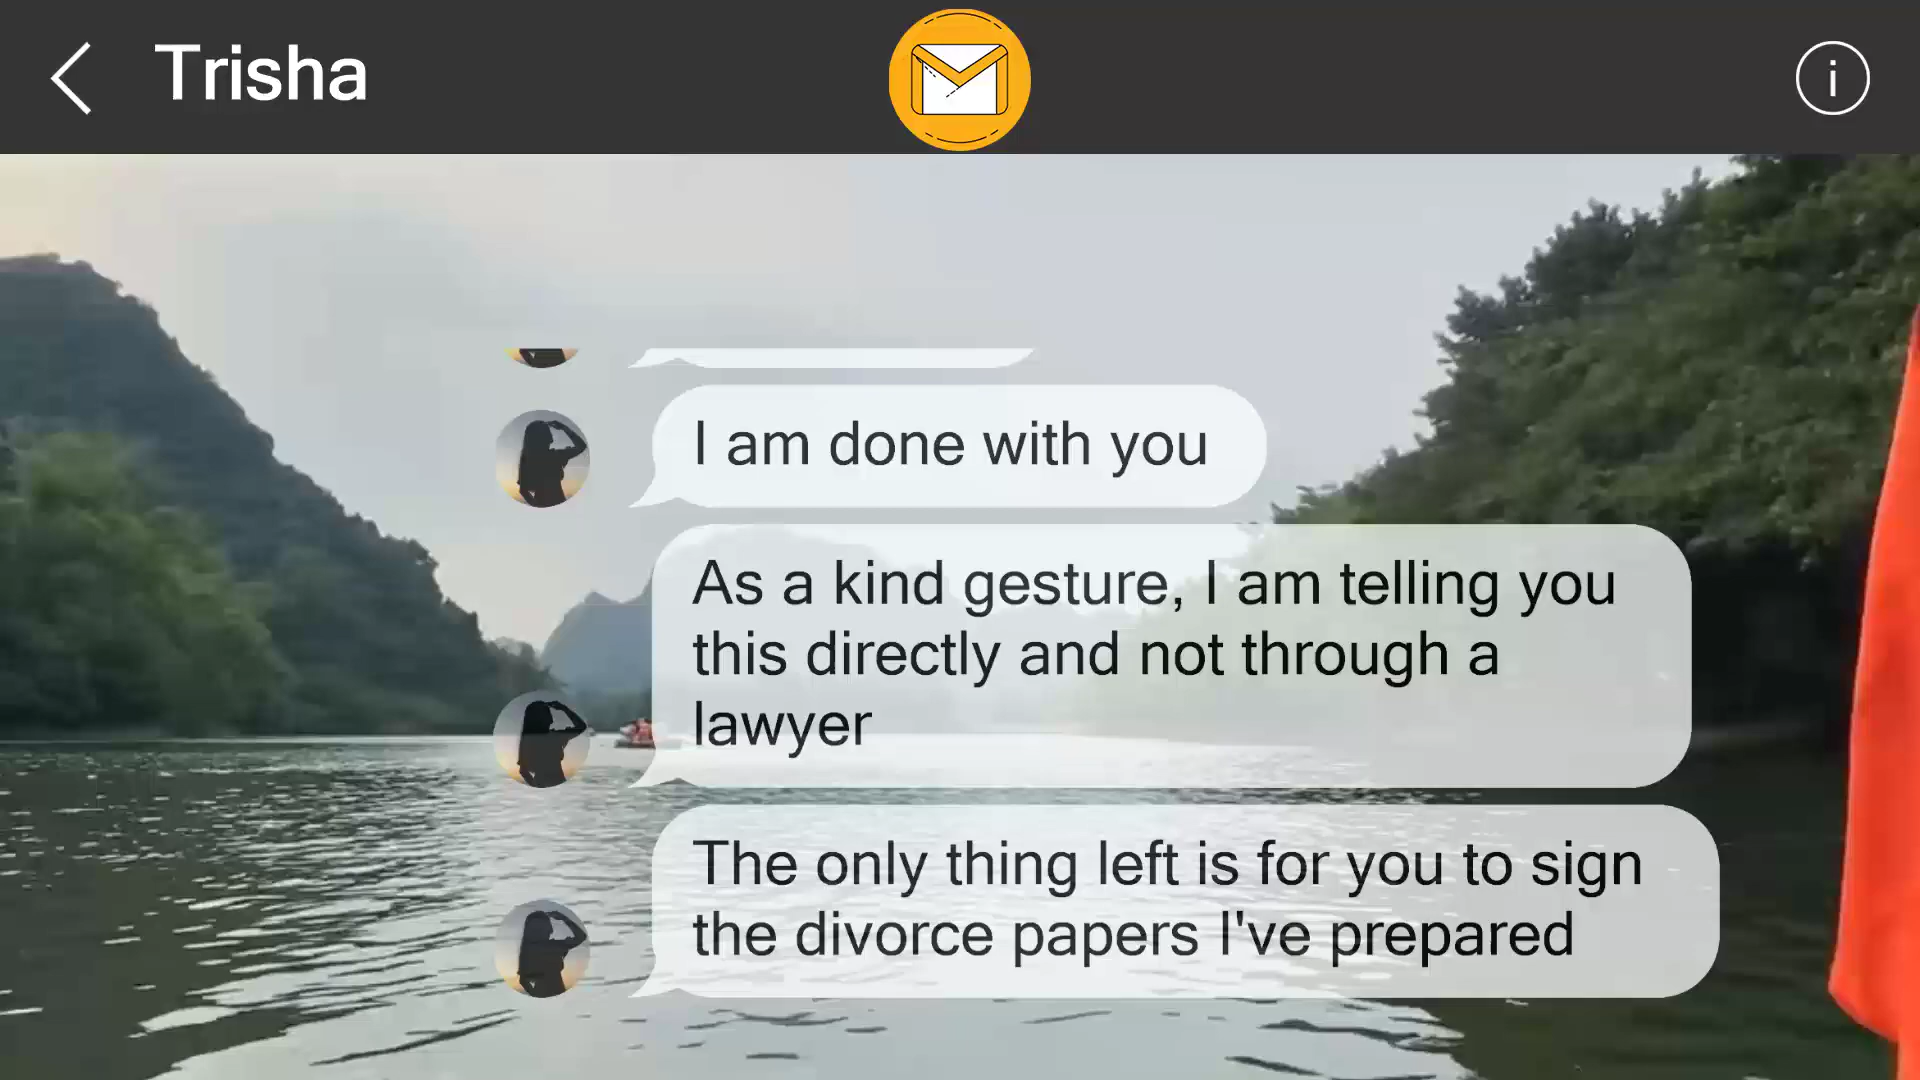 Trisha
I am done with you
As a kind gesture, I am telling you
this directly and not through a
lawyer
The only thing left is for you to sign
the divorce papers I've prepared